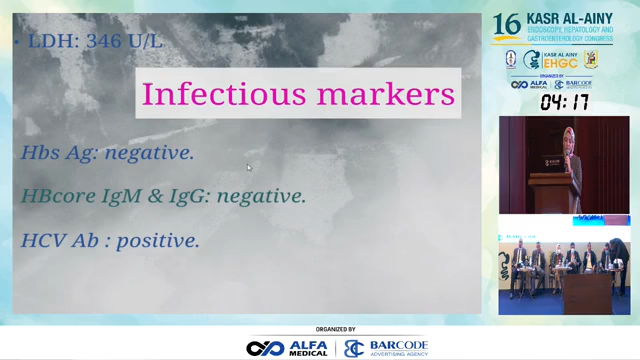 • LDH: 346 U/L
Infectious markers
Hbs Ag: negative.
HBcore IgM & IgG: negative.
HCV Ab : positive.
16 KASR AL-AINY
ENDOSCOPY, HEPATOLOGY AND
GASTROENTEROLOGY CONGRESS
KASR AL-AINY
EHGC
ORGANIZED BY
ALFA MEDICAL
BARCODE
04:17
ORGANIZED BY
ALFA MEDICAL
BARCODE
ADVERTISING AGENCY